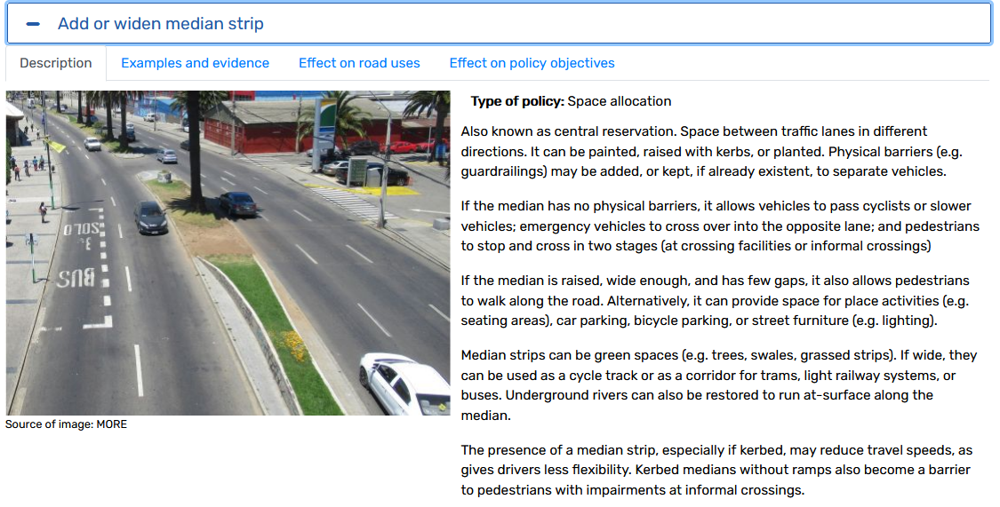 Add or widen median strip
Description
Examples and evidence
Effect on road uses
Effect on policy objectives
SOLO
BUS
Source of image: MORE
Type of policy: Space allocation
Also known as central reservation. Space between traffic lanes in different
directions. It can be painted, raised with kerbs, or planted. Physical barriers (e.g.
guardrailings) may be added, or kept, if already existent, to separate vehicles.
If the median has no physical barriers, it allows vehicles to pass cyclists or slower
vehicles; emergency vehicles to cross over into the opposite lane; and pedestrians
to stop and cross in two stages (at crossing facilities or informal crossings)
If the median is raised, wide enough, and has few gaps, it also allows pedestrians
to walk along the road. Alternatively, it can provide space for place activities (e.g.
seating areas), car parking, bicycle parking, or street furniture (e.g. lighting).
Median strips can be green spaces (e.g. trees, swales, grassed strips). If wide, they
can be used as a cycle track or as a corridor for trams, light railway systems, or
buses. Underground rivers can also be restored to run at-surface along the
median.
The presence of a median strip, especially if kerbed, may reduce travel speeds, as
gives drivers less flexibility. Kerbed medians without ramps also become a barrier
to pedestrians with impairments at informal crossings.